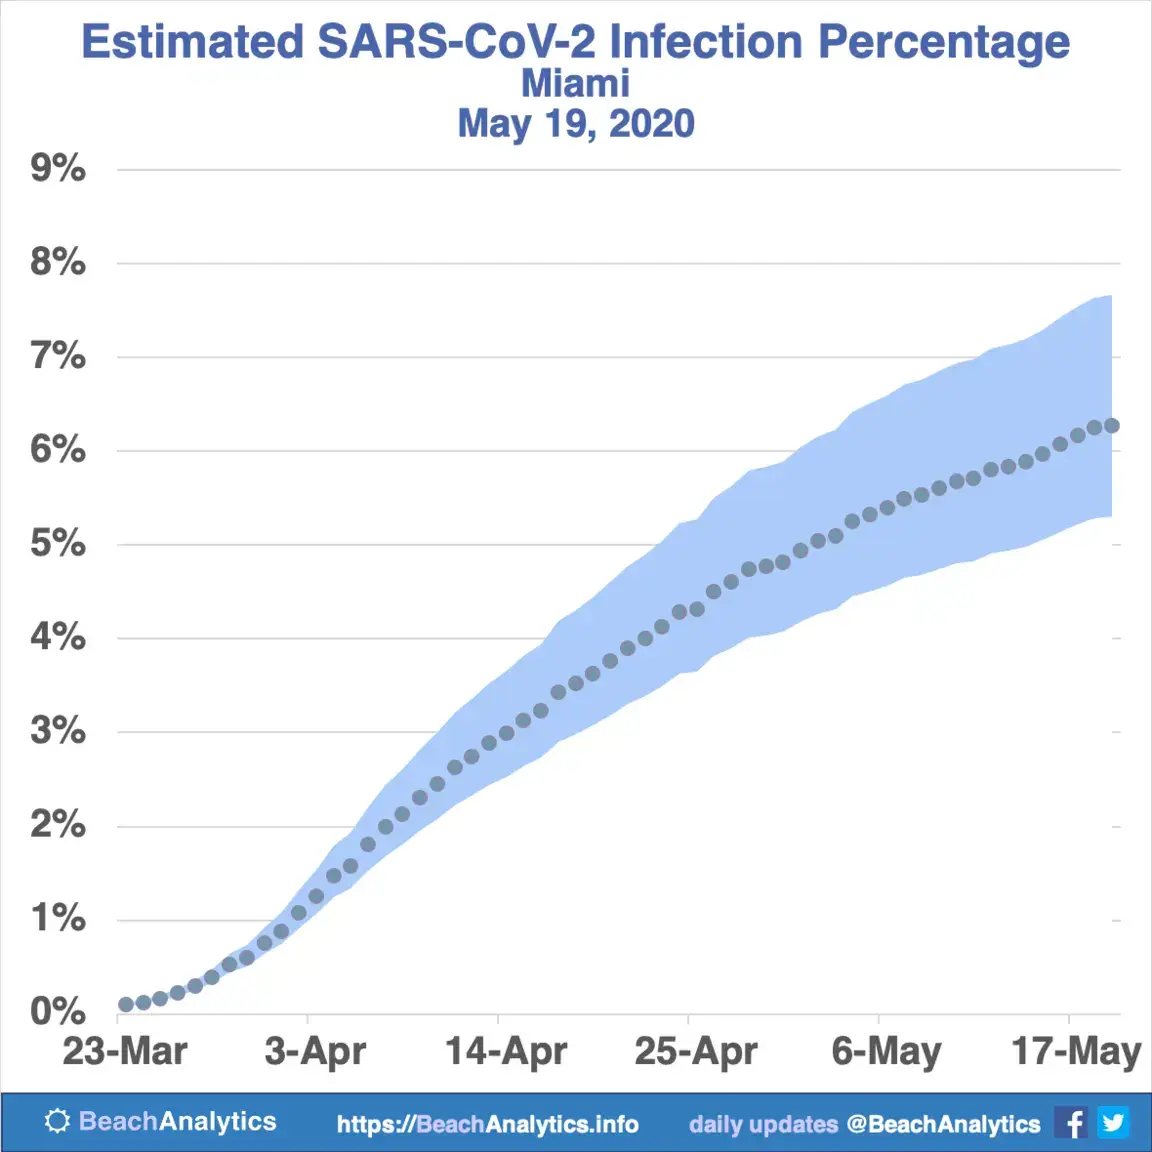 Estimated SARS-CoV-2 Infection Percentage
Miami
May 19, 2020
9%
8%
7%
6%
5%
4%
3%
2%
1%
0%
23-Mar 3-Apr 14-Apr 25-Apr 6-May 17-May
BeachAnalytics https://BeachAnalytics.info daily updates @BeachAnalytics